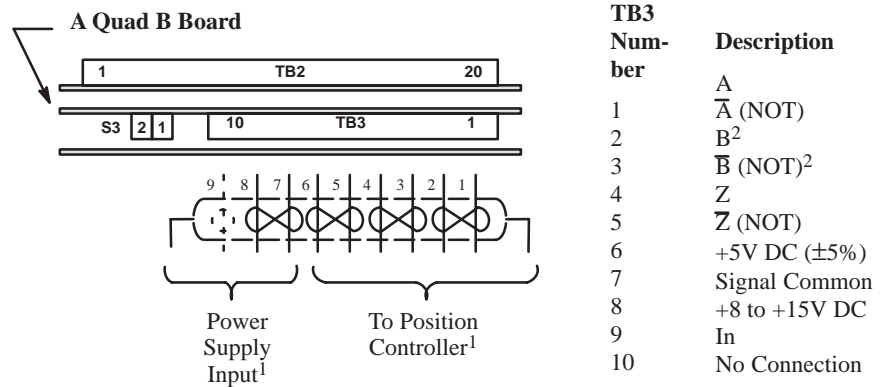 A Quad B Board
1 TB2 20
S3 2 1 10 TB3 1
9 8 7 6 5 4 3 2 1
Power
Supply
Input1
To Position
Controller1
TB3
Num-
ber
Description
A
1 A̅ (NOT)
2 B2
3 B̅ (NOT)2
4 Z
5 Z̅ (NOT)
6 +5V DC (±5%)
7 Signal Common
8 +8 to +15V DC
9 In
10 No Connection